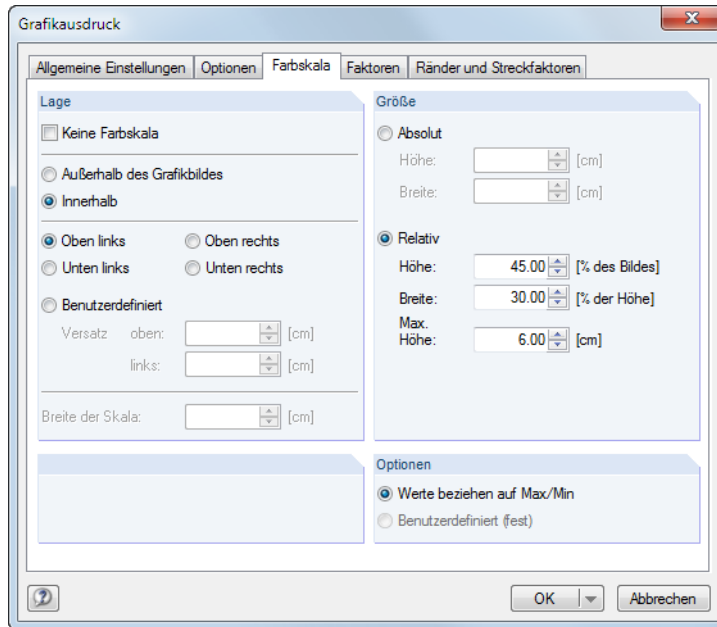 Grafikausdruck
Allgemeine Einstellungen Optionen Farbskala Faktoren Ränder und Streckfaktoren
Lage
Keine Farbskala
Außerhalb des Grafikbildes
Innerhalb
Oben links Oben rechts
Unten links Unten rechts
Benutzerdefiniert
Versatz oben: [cm]
links: [cm]
Breite der Skala: [cm]
Größe
Absolut
Höhe: [cm]
Breite: [cm]
Relativ
Höhe: 45.00 [% des Bildes]
Breite: 30.00 [% der Höhe]
Max.
Höhe: 6.00 [cm]
Optionen
Werte beziehen auf Max/Min
Benutzerdefiniert (fest)
OK Abbrechen